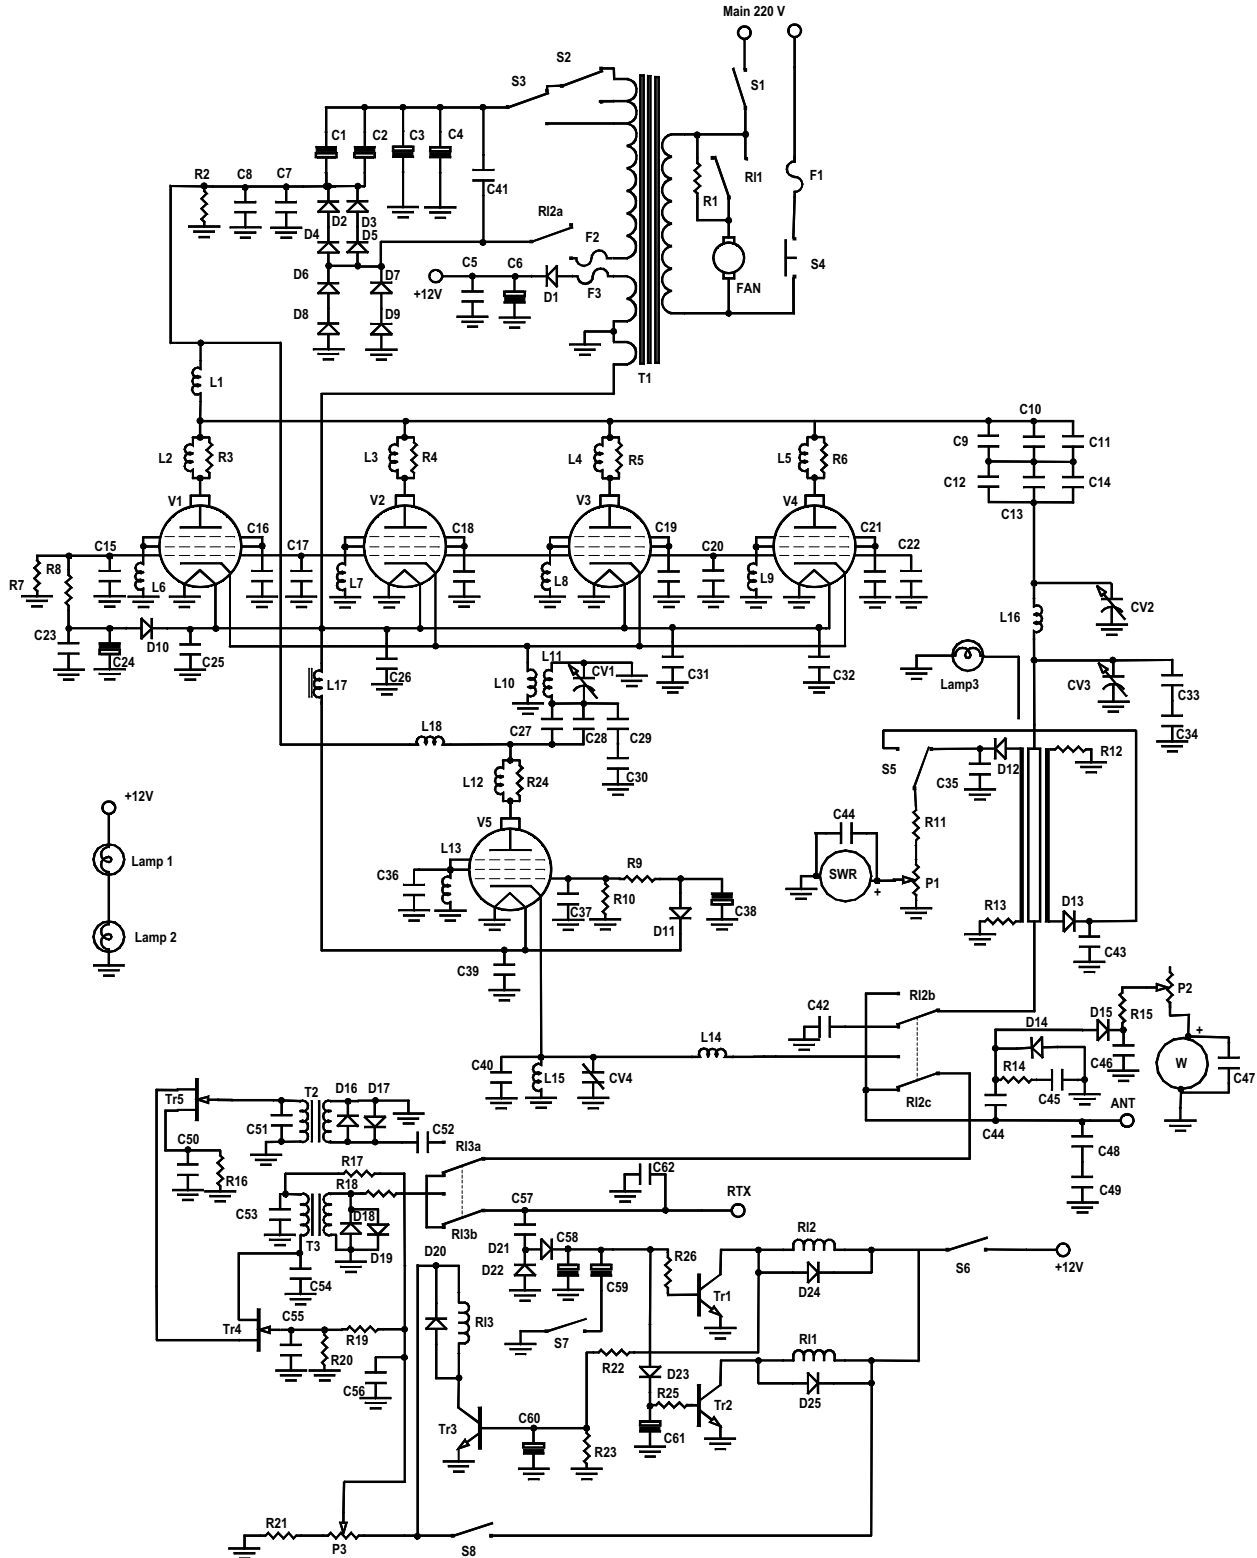 Main 220 V
S2
S3
S1
C1
C2
C3
C4
R2
C8
C7
C41
R1
Rl1
F1
D2
D3
D4
D5
Rl2a
F2
C5
C6
S4
D6
D7
+12V
D1
F3
FAN
D8
D9
T1
L1
C10
C9
C11
L2
R3
L3
R4
L4
R5
L5
R6
C12
C14
V1
V2
V3
V4
C13
C16
C18
C19
C21
C15
C17
C20
C22
R7
R8
L6
L7
L8
L9
CV2
L16
C23
C24
D10
C25
C26
C31
C32
L11
L10
CV1
L17
Lamp3
CV3
C33
C34
L18
C27
C28
C29
C30
S5
D12
R12
C35
L12
R24
+12V
V5
C44
R11
Lamp 1
L13
R9
SWR
+
P1
C36
R10
C37
C38
D11
R13
D13
Lamp 2
C39
C43
Rl2b
P2
C42
D15
R15
D14
+
L14
C46
W
C40
L15
CV4
R14
C45
C47
Tr5
T2
D16
D17
Rl2c
ANT
C51
C44
C50
C52
Rl3a
C48
R16
R17
R18
C62
C49
RTX
C53
D18
C57
Rl3b
T3
D19
D20
D21
C58
Rl2
D22
C59
R26
S6
+12V
C54
Tr1
D24
C55
Rl3
Tr4
R19
S7
Rl1
R20
R22
D23
C56
R25
Tr2
D25
Tr3
C60
C61
R23
R21
P3
S8